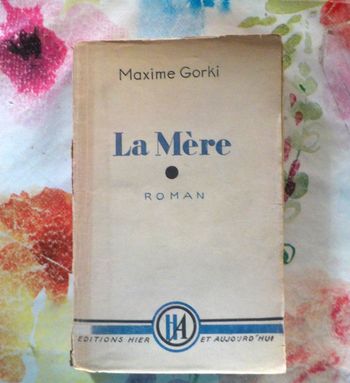 Maxime Gorki
La Mère
ROMAN
HA
EDITIONS HIER ET AUJOURD'HUI